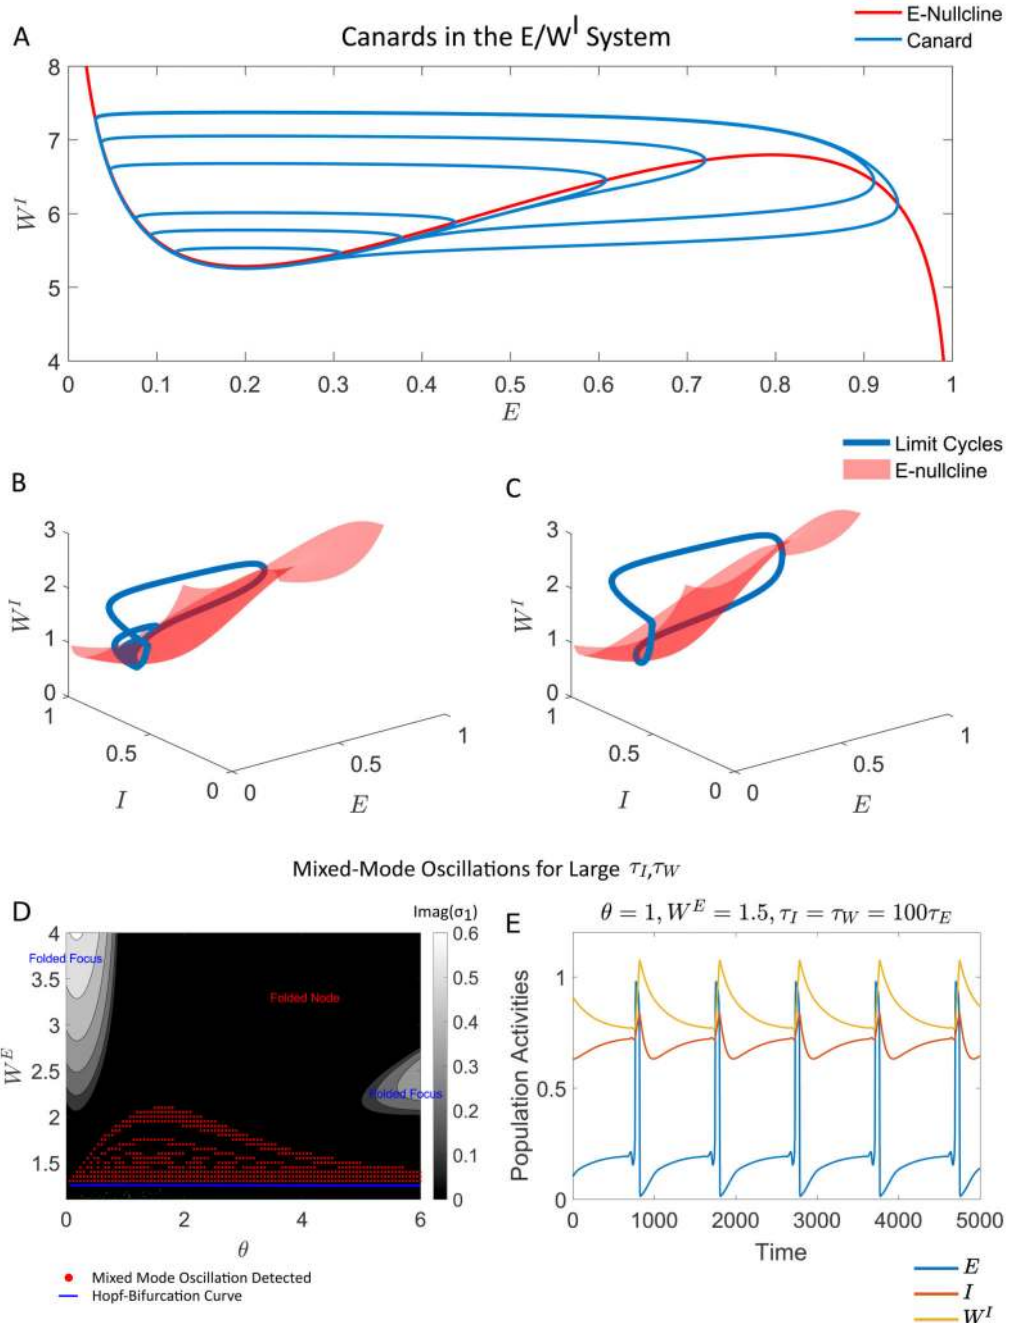 A
Canards in the E/W^I System
E-Nullcline
Canard
8
7
6
5
4
W^I
0 0.1 0.2 0.3 0.4 0.5 0.6 0.7 0.8 0.9 1
E
Limit Cycles
E-nullcline
B
3
2
1
0
W^I
1
0.5
0
I
0
0.5
1
E
C
3
2
1
0
W^I
1
0.5
0
I
0
0.5
1
E
Mixed-Mode Oscillations for Large τ_I,τ_W
D
Imag(σ_1)
4
3.5
3
2.5
2
1.5
W^E
Folded Focus
Folded Node
Folded Focus
0 2 4 6
θ
0.6
0.5
0.4
0.3
0.2
0.1
0
Mixed Mode Oscillation Detected
Hopf-Bifurcation Curve
E
θ = 1, W^E = 1.5, τ_I = τ_W = 100τ_E
1
0.5
0
Population Activities
0 1000 2000 3000 4000 5000
Time
E
I
W^I